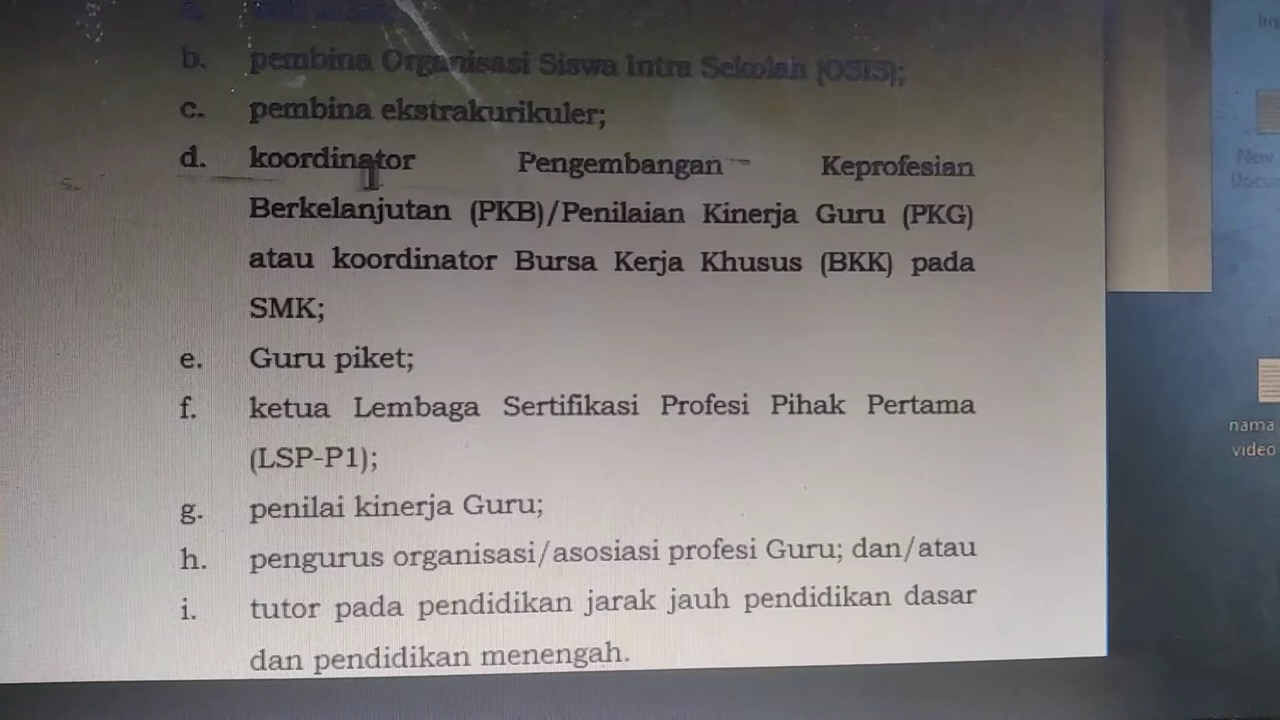 b. pembina Organisasi Siswa Intra Sekolah (OSIS);
c. pembina ekstrakurikuler;
d. koordinator Pengembangan Keprofesian
Berkelanjutan (PKB)/Penilaian Kinerja Guru (PKG)
atau koordinator Bursa Kerja Khusus (BKK) pada
SMK;
e. Guru piket;
f. ketua Lembaga Sertifikasi Profesi Pihak Pertama
(LSP-P1);
g. penilai kinerja Guru;
h. pengurus organisasi/asosiasi profesi Guru; dan/atau
i. tutor pada pendidikan jarak jauh pendidikan dasar
dan pendidikan menengah.
New
nama
video